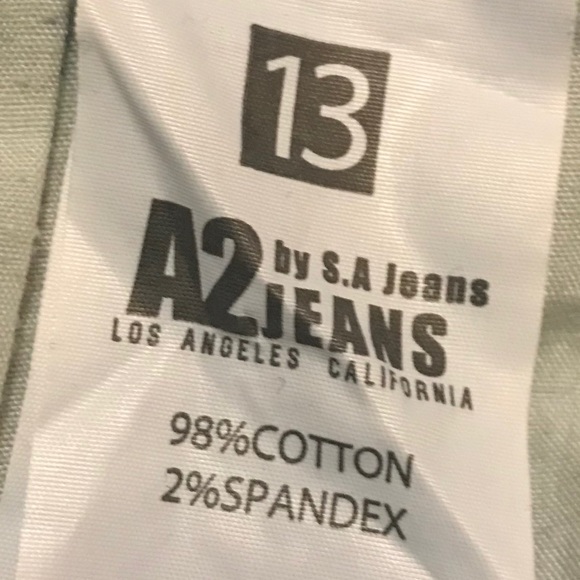 13
A2 by S.A Jeans
JEANS
LOS ANGELES CALIFORNIA
98%COTTON
2%SPANDEX